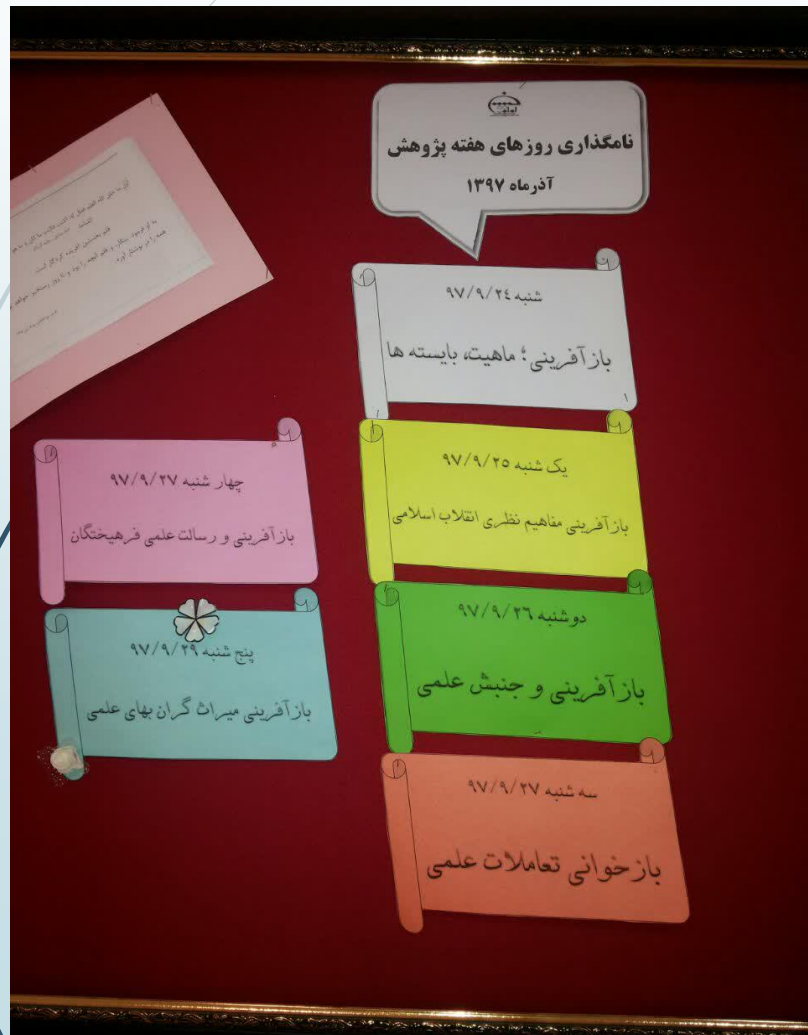 نامگذاری روزهای هفته پژوهش
آذرماه ۱۳۹۷
شنبه ۹۷/۹/۲۴
بازآفرینی؛ ماهیت، بایسته ها
یک شنبه ۹۷/۹/۲۵
بازآفرینی مفاهیم نظری انقلاب اسلامی
دوشنبه ۹۷/۹/۲۶
بازآفرینی و جنبش علمی
سه شنبه ۹۷/۹/۲۷
بازخوانی تعاملات علمی
چهار شنبه ۹۷/۹/۲۷
بازآفرینی و رسالت علمی فرهیختگان
پنج شنبه ۹۷/۹/۲۹
بازآفرینی میراث گران بهای علمی